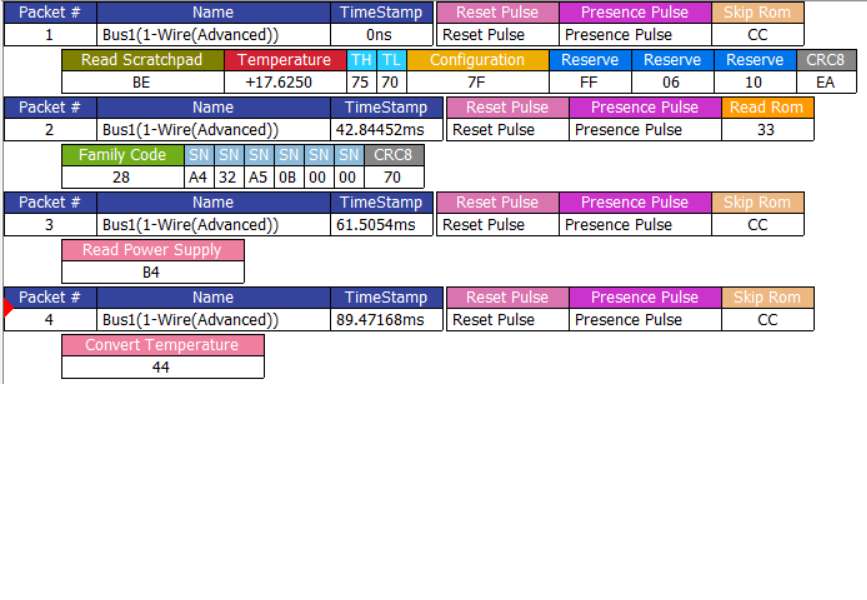 Packet # Name TimeStamp Reset Pulse Presence Pulse Skip Rom
1 Bus1(1-Wire(Advanced)) 0ns Reset Pulse Presence Pulse CC
Read Scratchpad Temperature TH TL Configuration Reserve Reserve Reserve CRC8
BE +17.6250 75 70 7F FF 06 10 EA
Packet # Name TimeStamp Reset Pulse Presence Pulse Read Rom
2 Bus1(1-Wire(Advanced)) 42.84452ms Reset Pulse Presence Pulse 33
Family Code SN SN SN SN SN SN CRC8
28 A4 32 A5 0B 00 00 70
Packet # Name TimeStamp Reset Pulse Presence Pulse Skip Rom
3 Bus1(1-Wire(Advanced)) 61.5054ms Reset Pulse Presence Pulse CC
Read Power Supply
B4
Packet # Name TimeStamp Reset Pulse Presence Pulse Skip Rom
4 Bus1(1-Wire(Advanced)) 89.47168ms Reset Pulse Presence Pulse CC
Convert Temperature
44